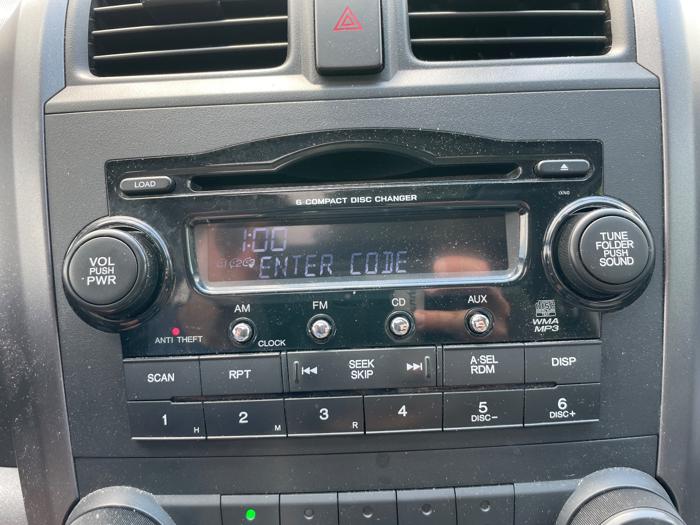 LOAD
6 COMPACT DISC CHANGER
VOL
PUSH
PWR
1:00
ENTER CODE
TUNE
FOLDER
PUSH
SOUND
AM
FM
CD
AUX
ANTI THEFT
CLOCK
WMA
MP3
SCAN
RPT
SEEK
SKIP
A·SEL
RDM
DISP
1 H
2 M
3 R
4
5
DISC–
6
DISC+